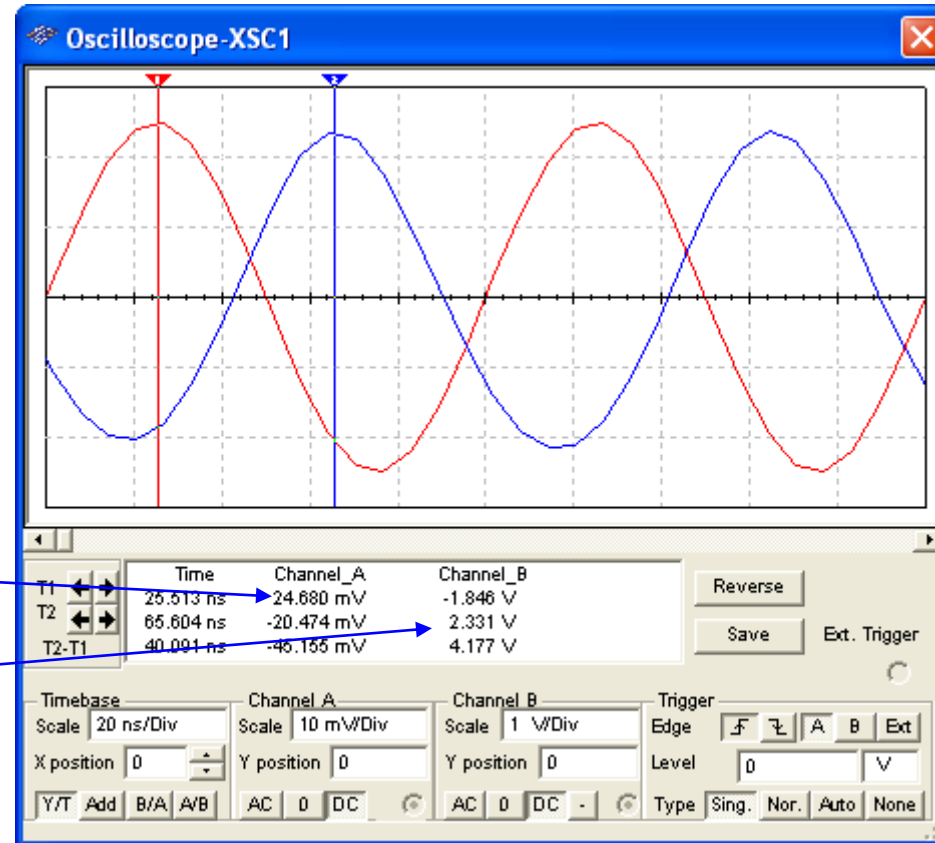 Oscilloscope-XSC1
1 2
Time Channel_A Channel_B
T1 25.513 ns 24.680 mV -1.846 V
T2 65.604 ns -20.474 mV 2.331 V
T2-T1 40.091 ns -45.155 mV 4.177 V
Reverse
Save
Ext. Trigger
Timebase Channel A Channel B Trigger
Scale 20 ns/Div Scale 10 mV/Div Scale 1 V/Div Edge A B Ext
X position 0 Y position 0 Y position 0 Level 0 V
Y/T Add B/A A/B AC 0 DC AC 0 DC - Type Sing. Nor. Auto None